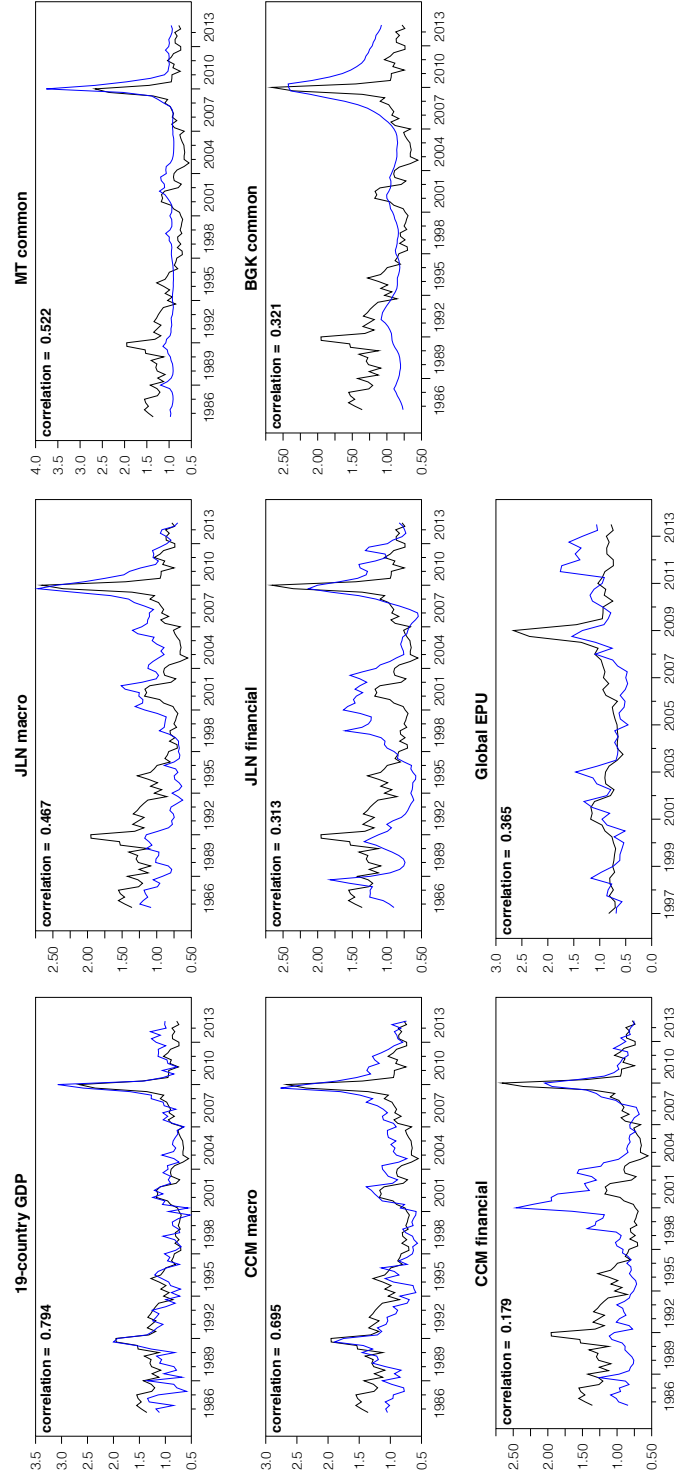 19-country GDP
correlation = 0.794
3.5
3.0
2.5
2.0
1.5
1.0
0.5
1986 1989 1992 1995 1998 2001 2004 2007 2010 2013
JLN macro
correlation = 0.467
2.50
2.00
1.50
1.00
0.50
1986 1989 1992 1995 1998 2001 2004 2007 2010 2013
MT common
correlation = 0.522
4.0
3.5
3.0
2.5
2.0
1.5
1.0
0.5
1986 1989 1992 1995 1998 2001 2004 2007 2010 2013
CCM macro
correlation = 0.695
3.0
2.5
2.0
1.5
1.0
0.5
1986 1989 1992 1995 1998 2001 2004 2007 2010 2013
JLN financial
correlation = 0.313
2.50
2.00
1.50
1.00
0.50
1986 1989 1992 1995 1998 2001 2004 2007 2010 2013
BGK common
correlation = 0.321
2.50
2.00
1.50
1.00
0.50
1986 1989 1992 1995 1998 2001 2004 2007 2010 2013
CCM financial
correlation = 0.179
2.50
2.00
1.50
1.00
0.50
1986 1989 1992 1995 1998 2001 2004 2007 2010 2013
Global EPU
correlation = 0.365
3.0
2.5
2.0
1.5
1.0
0.5
0.0
1997 1999 2001 2003 2005 2007 2009 2011 2013